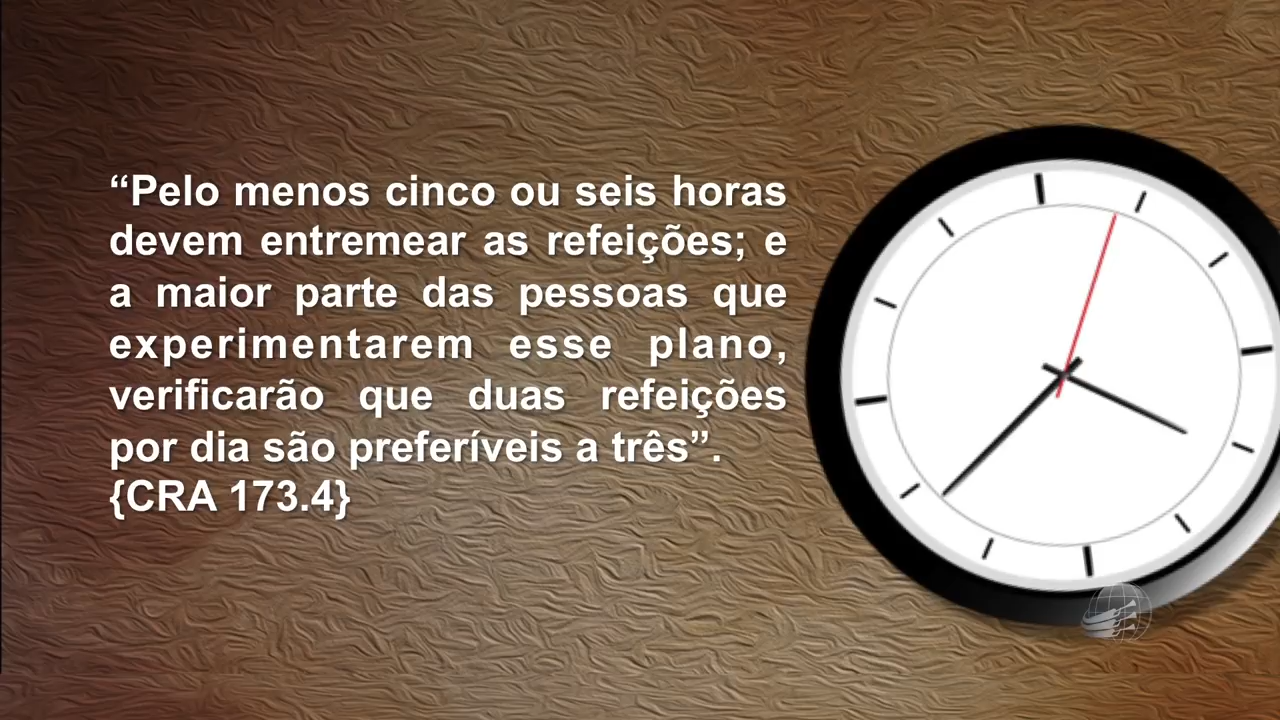 “Pelo menos cinco ou seis horas
devem entremear as refeições; e
a maior parte das pessoas que
experimentarem esse plano,
verificarão que duas refeições
por dia são preferíveis a três”.
{CRA 173.4}